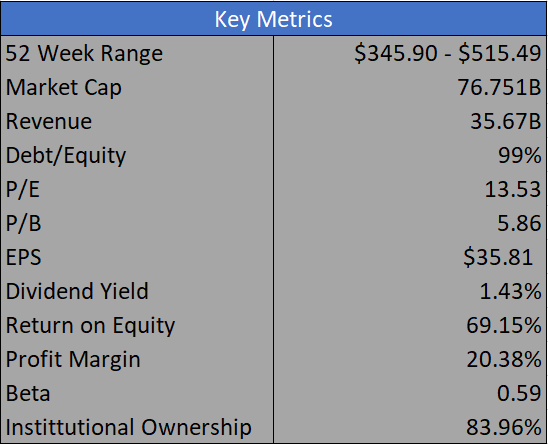 Key Metrics
52 Week Range $345.90 - $515.49
Market Cap 76.751B
Revenue 35.67B
Debt/Equity 99%
P/E 13.53
P/B 5.86
EPS $35.81
Dividend Yield 1.43%
Return on Equity 69.15%
Profit Margin 20.38%
Beta 0.59
Instittutional Ownership 83.96%